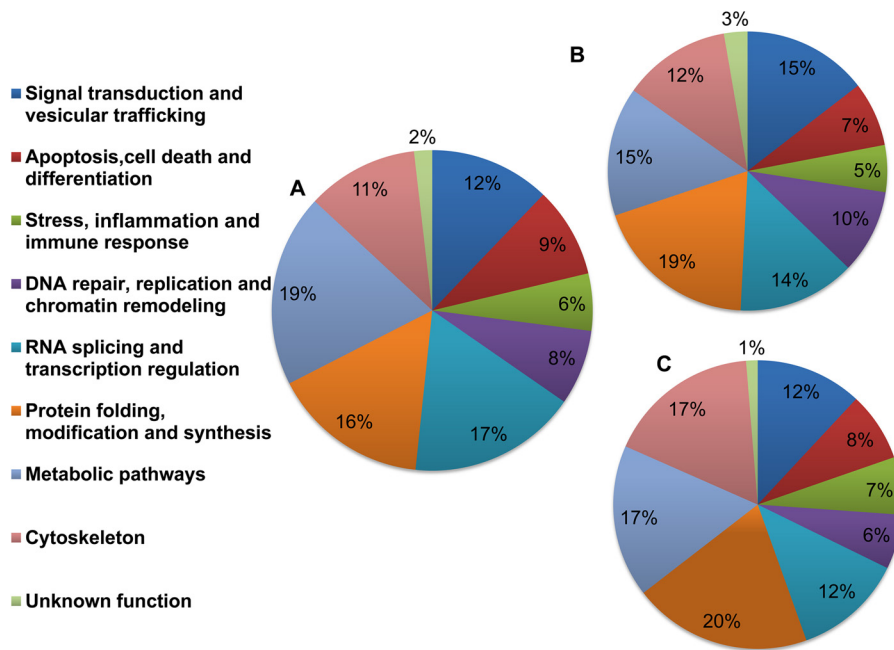 Signal transduction and
vesicular trafficking
Apoptosis,cell death and
differentiation
Stress, inflammation and
immune response
DNA repair, replication and
chromatin remodeling
RNA splicing and
transcription regulation
Protein folding,
modification and synthesis
Metabolic pathways
Cytoskeleton
Unknown function
A
2%
12%
9%
6%
8%
17%
16%
19%
11%
B
3%
15%
7%
5%
10%
14%
19%
15%
12%
C
1%
12%
8%
7%
6%
12%
20%
17%
17%